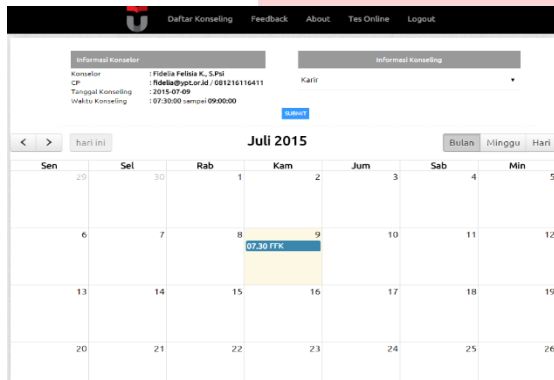 Daftar Konseling Feedback About Tes Online Logout
Informasi Konselor
Informasi Konseling
Konselor : Fidelia Felisia K., S.Psi
CP : fidelia@ypt.or.id / 081216116411
Tanggal Konseling : 2015-07-09
Waktu Konseling : 07:30:00 sampai 09:00:00
Karir
SUBMIT
< > hari ini
Juli 2015
Bulan Minggu Hari
Sen Sel Rab Kam Jum Sab Min
29 30 1 2 3 4 5
6 7 8 9 10 11 12
07.30 FFK
13 14 15 16 17 18 19
20 21 22 23 24 25 26